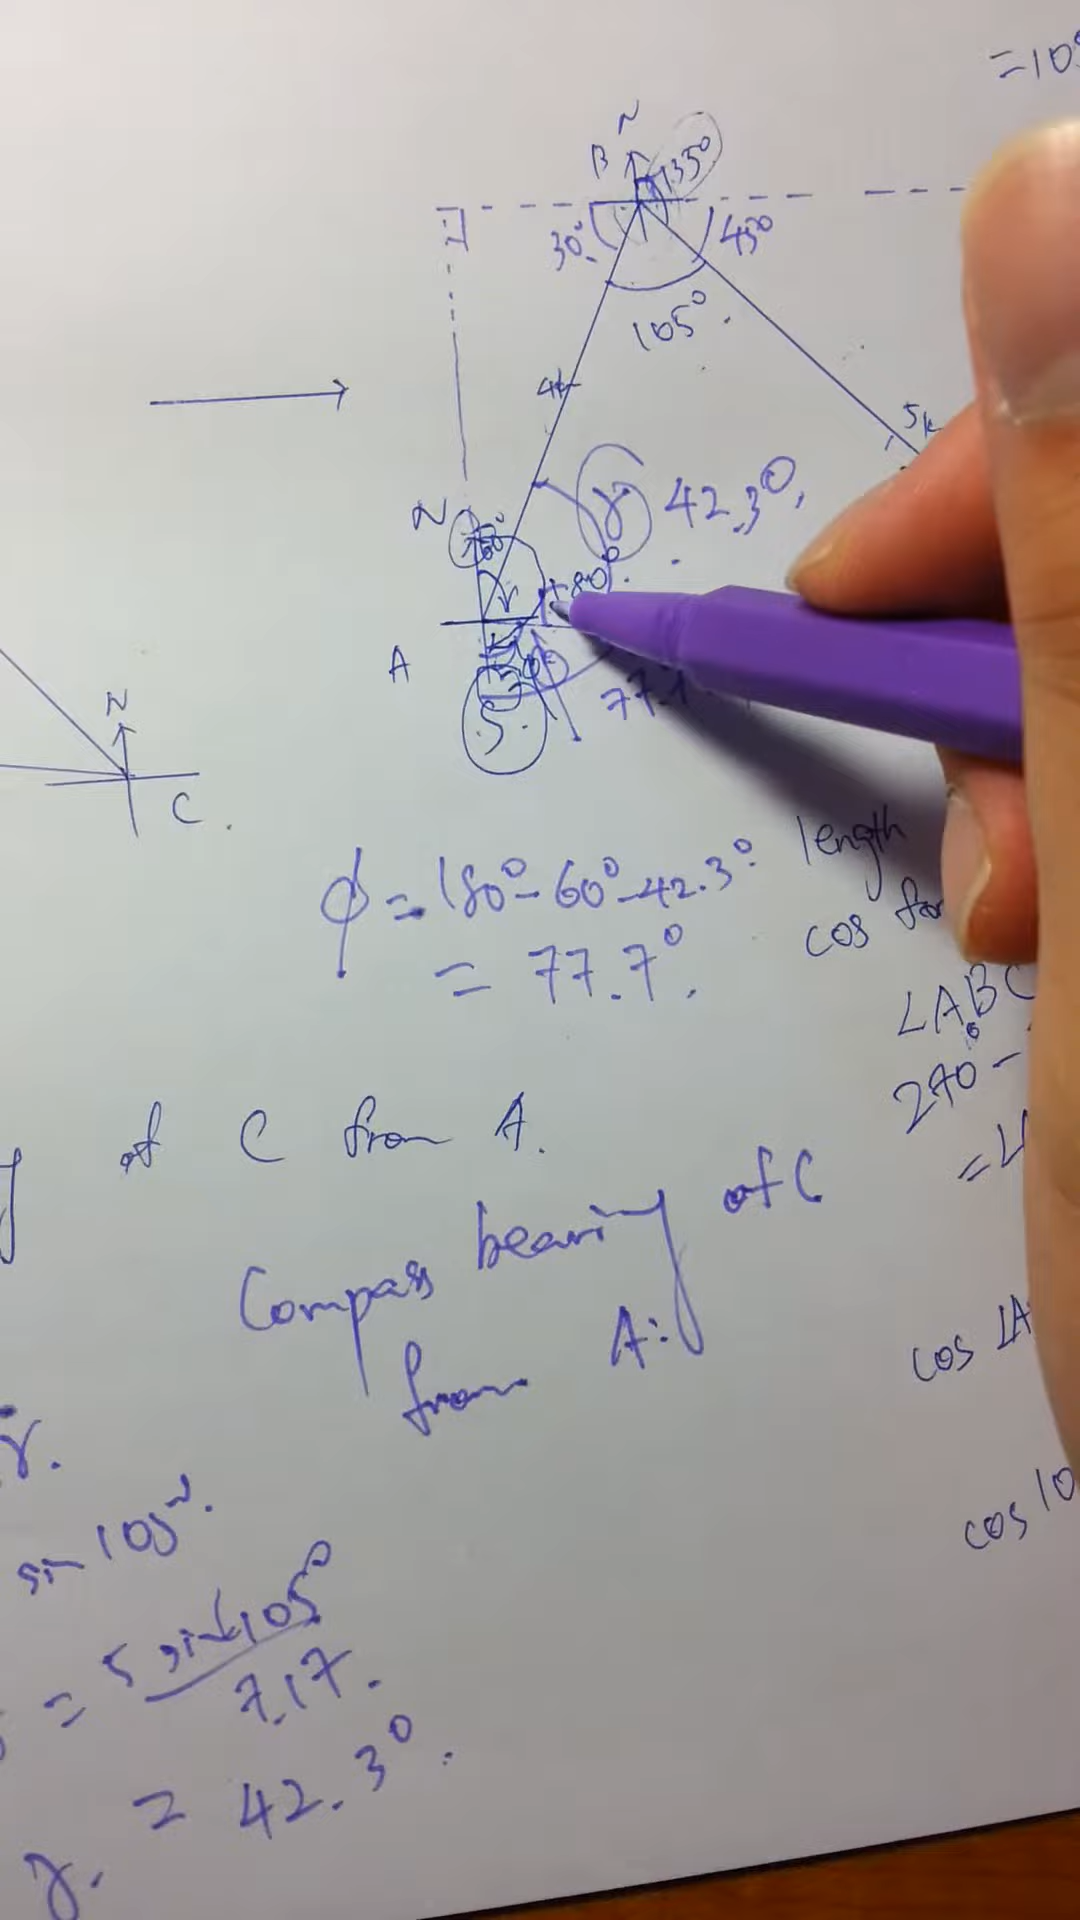 =10
N
B
135°
30°
45°
105°.
4k
5k
N
60°
γ
42.3°,
180°.
A
φ
S.
N
C.
φ = 180° - 60° - 42.3°
= 77.7°.
length
cos for
∠ABC
270° -
of C from A.
Compass bearing of C
from A:
cos ∠A
γ.
cos 10
sin 105°.
= 5 sin 105°
7.17.
γ. = 42.3°.